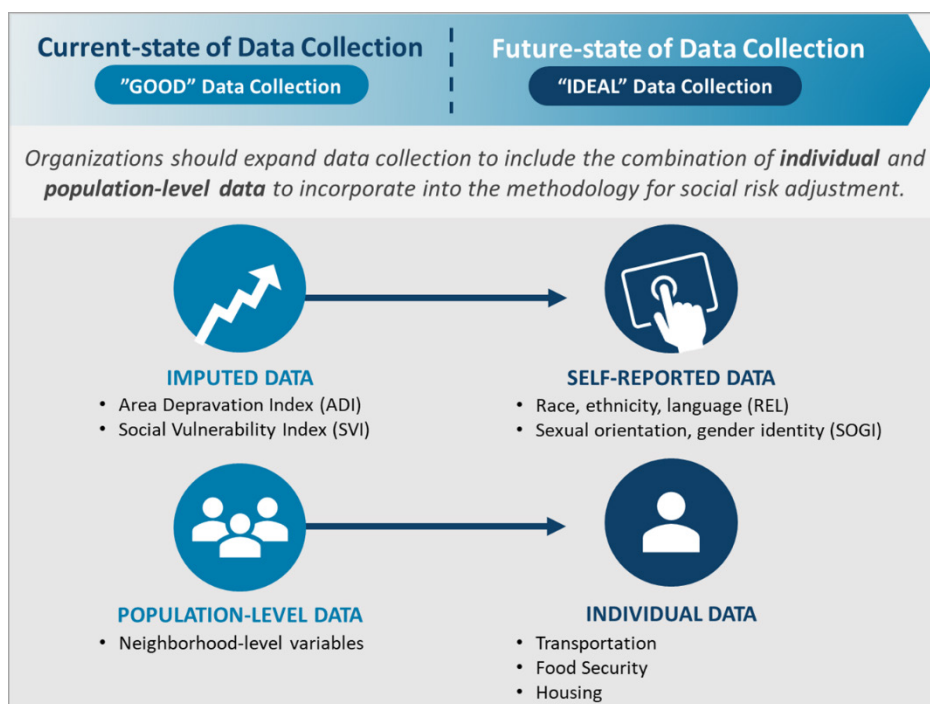 Current-state of Data Collection
”GOOD” Data Collection
Future-state of Data Collection
“IDEAL” Data Collection
Organizations should expand data collection to include the combination of individual and
population-level data to incorporate into the methodology for social risk adjustment.
IMPUTED DATA
• Area Depravation Index (ADI)
• Social Vulnerability Index (SVI)
SELF-REPORTED DATA
• Race, ethnicity, language (REL)
• Sexual orientation, gender identity (SOGI)
POPULATION-LEVEL DATA
• Neighborhood-level variables
INDIVIDUAL DATA
• Transportation
• Food Security
• Housing